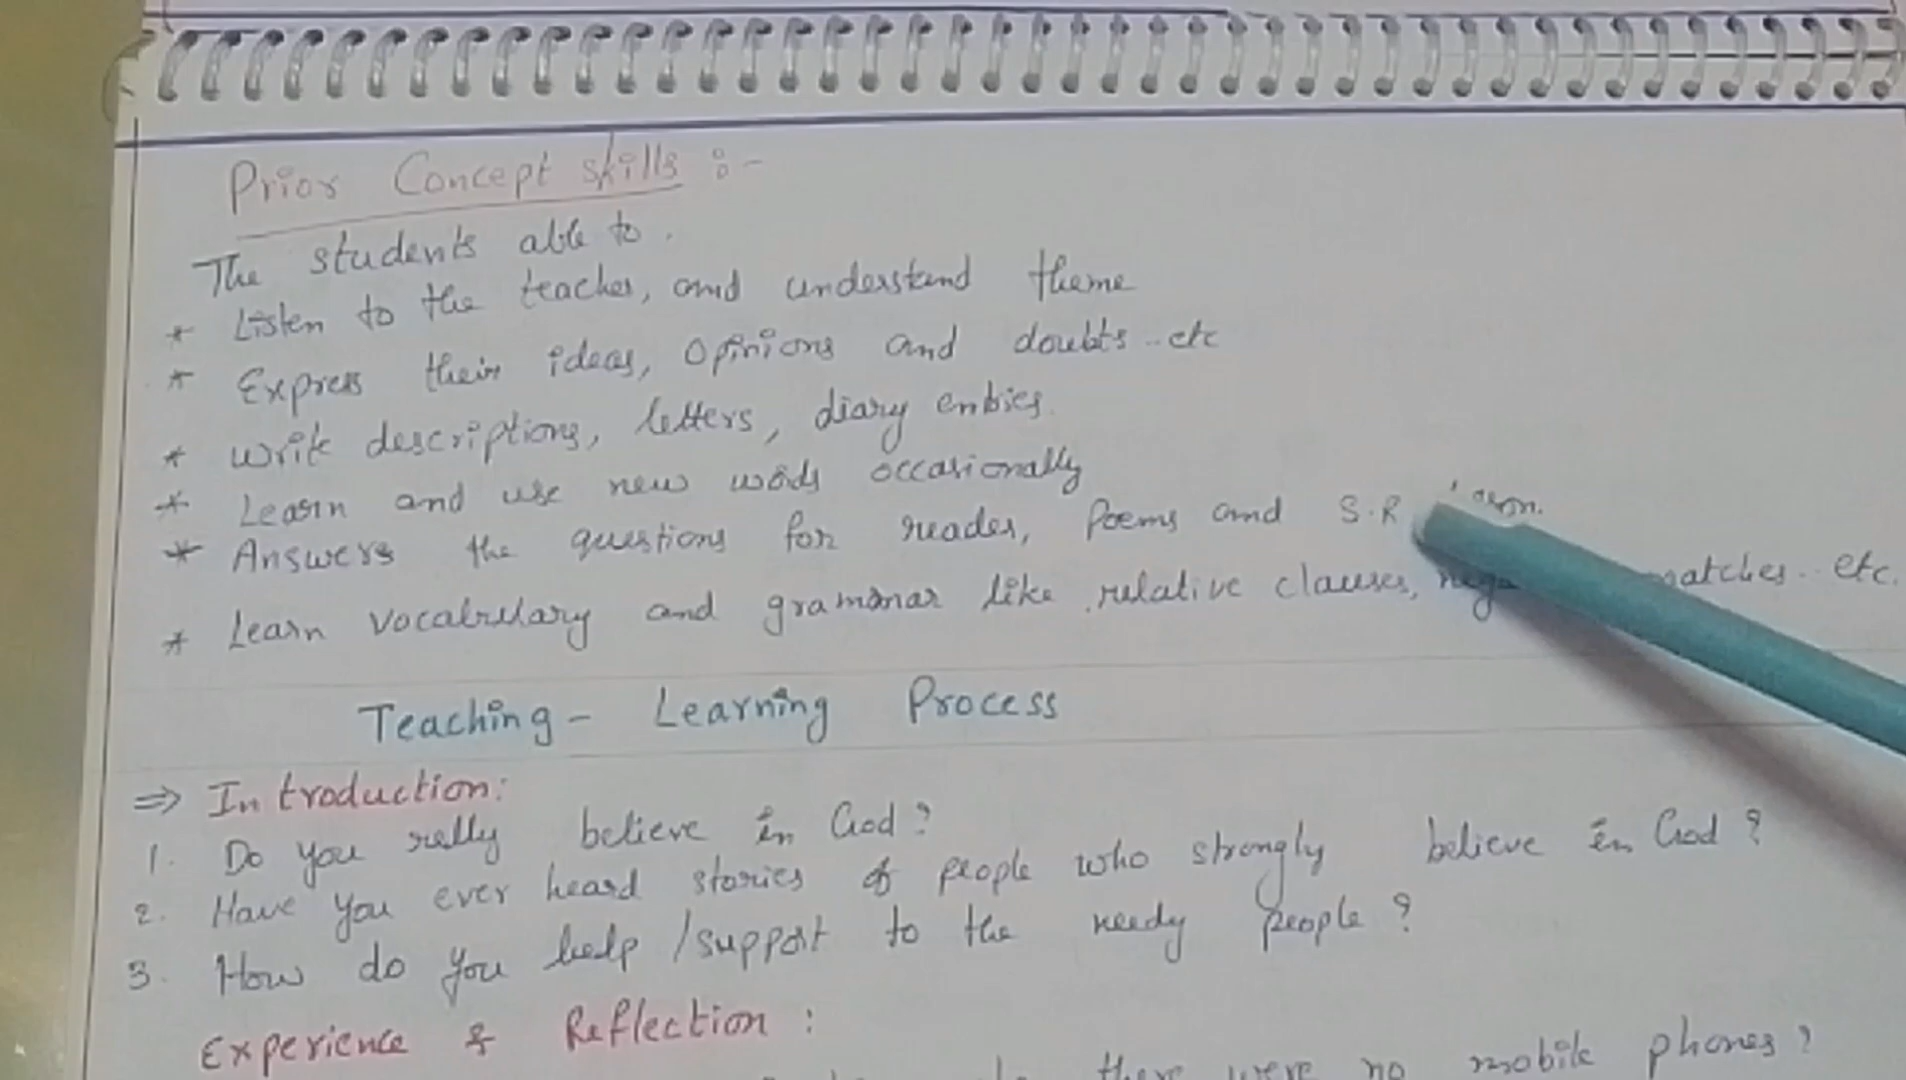 Prior Concept skills :-
The students able to.
* Listen to the teacher, and understand theme
* Express their ideas, opinions and doubts..etc
* write descriptions, letters, diary entries.
* Learn and use new words occasionally
* Answers the questions for reader, Poems and S.R
* Learn vocabulary and grammar like relative clauses, etc.
Teaching - Learning Process
⇒ Introduction:
1. Do you really believe in God?
2. Have you ever heard stories of people who strongly believe in God?
3. How do you help /support to the needy people?
Experience & Reflection :
there were no mobile phones?